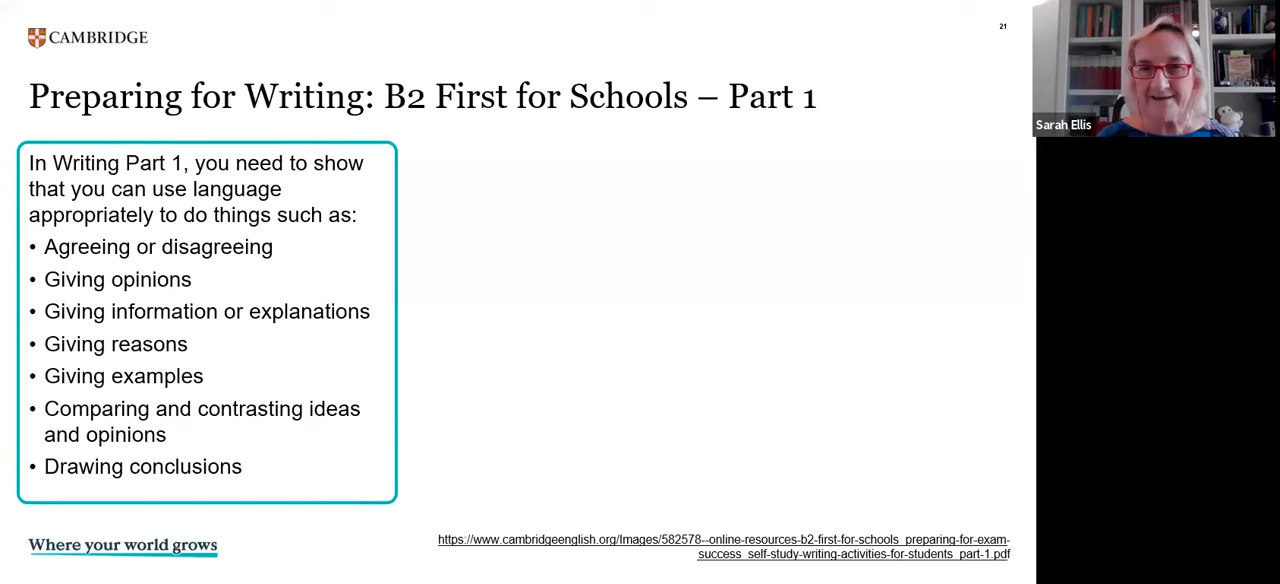 CAMBRIDGE
21
Preparing for Writing: B2 First for Schools – Part 1
Sarah Ellis
In Writing Part 1, you need to show
that you can use language
appropriately to do things such as:
• Agreeing or disagreeing
• Giving opinions
• Giving information or explanations
• Giving reasons
• Giving examples
• Comparing and contrasting ideas
and opinions
• Drawing conclusions
Where your world grows
https://www.cambridgeenglish.org/Images/582578--online-resources-b2-first-for-schools_preparing-for-exam-
success_self-study-writing-activities-for-students_part-1.pdf